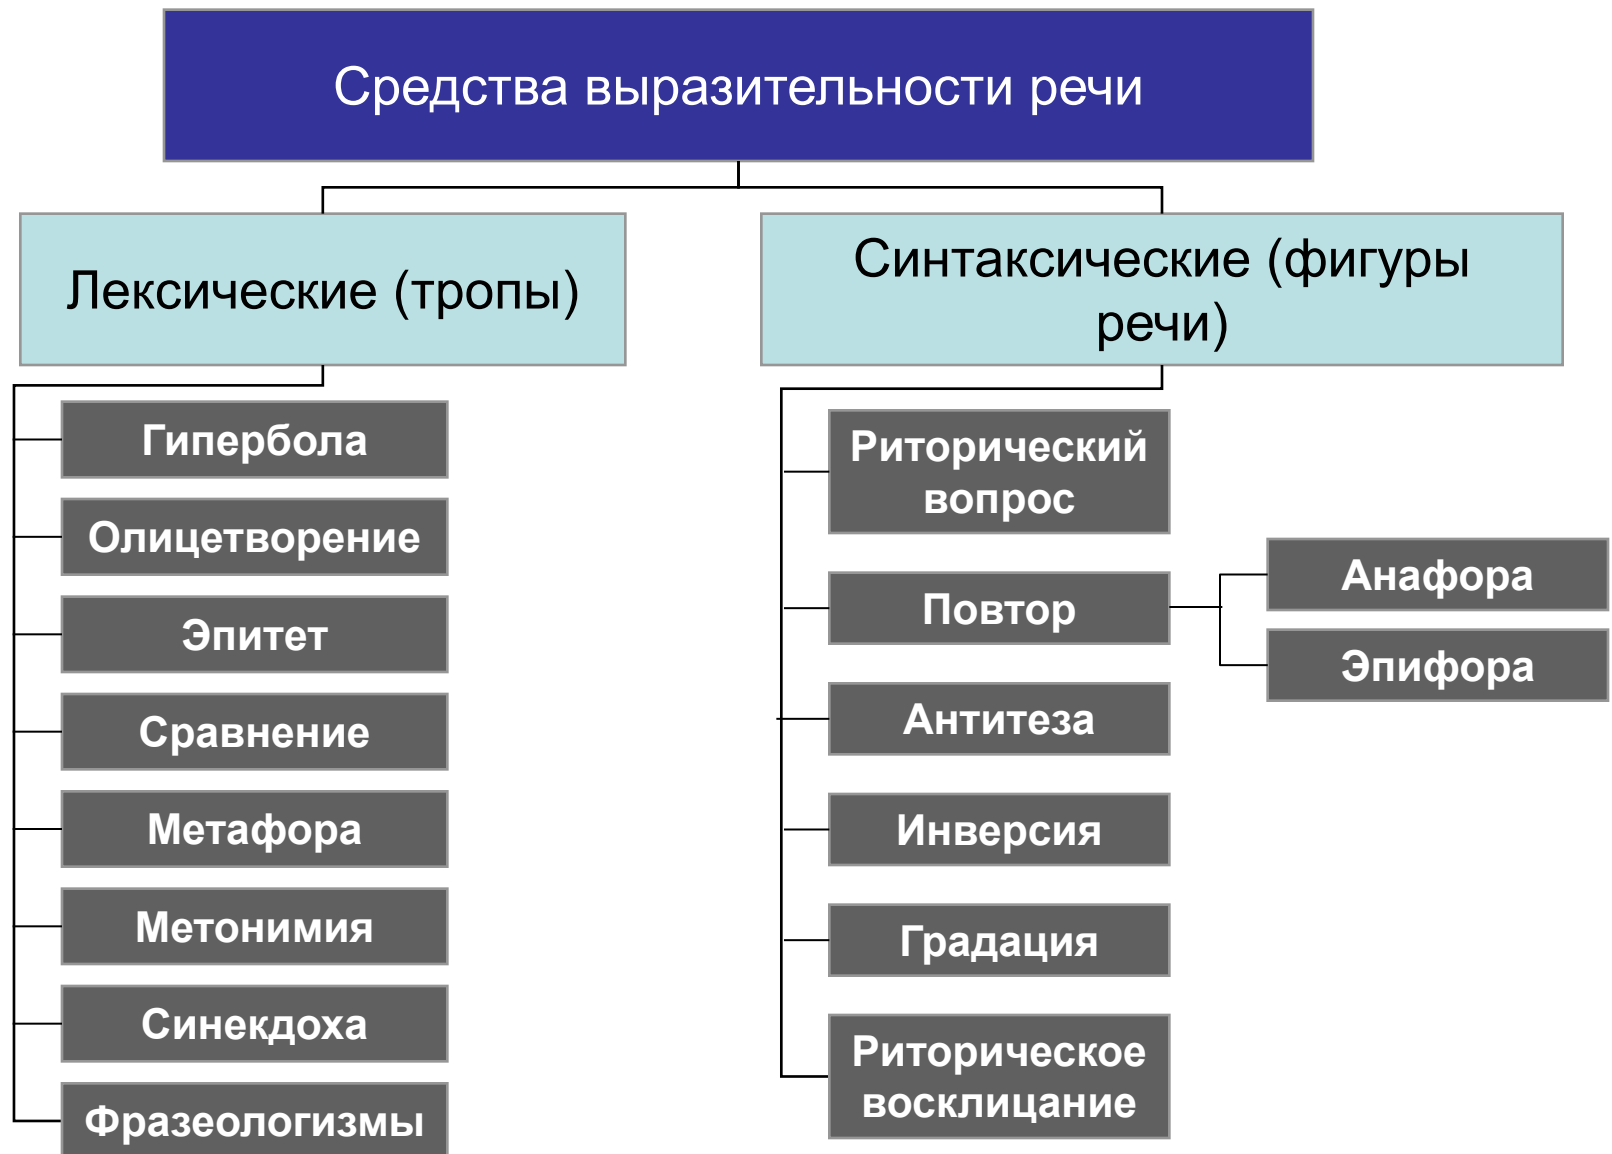 Средства выразительности речи
Лексические (тропы)
Гипербола
Олицетворение
Эпитет
Сравнение
Метафора
Метонимия
Синекдоха
Фразеологизмы
Синтаксические (фигуры
речи)
Риторический
вопрос
Повтор
Анафора
Эпифора
Антитеза
Инверсия
Градация
Риторическое
восклицание